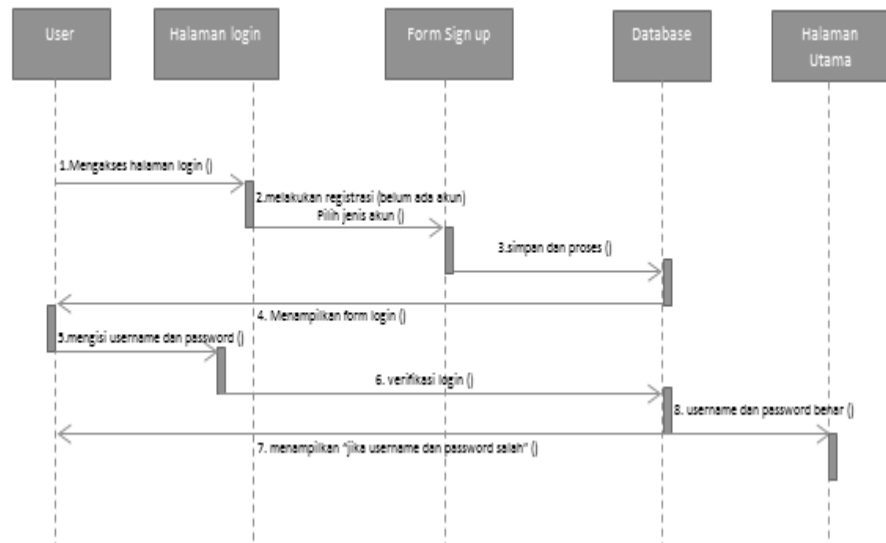 User
Halaman login
Form Sign up
Database
Halaman
Utama
1.Mengakses halaman login ()
2.melakukan registrasi (belum ada akun)
Pilih jenis akun ()
3.simpan dan proses ()
4. Menampilkan form login ()
5.mengisi username dan password ()
6. verifikasi login ()
8. username dan password benar ()
7. menampilkan "jika username dan password salah" ()